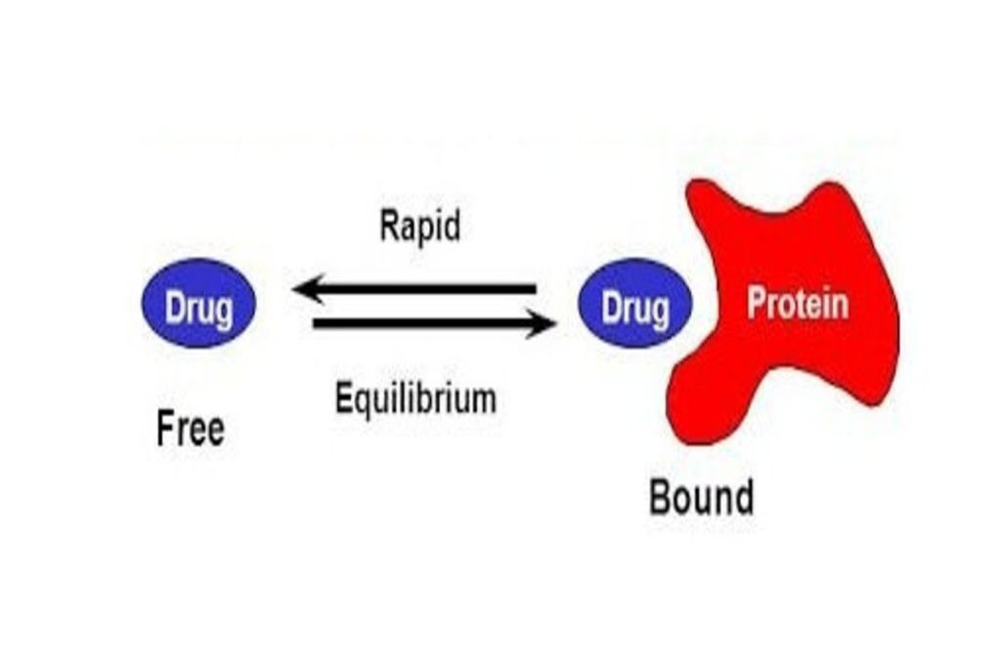 Rapid
Drug
Drug
Protein
Equilibrium
Free
Bound